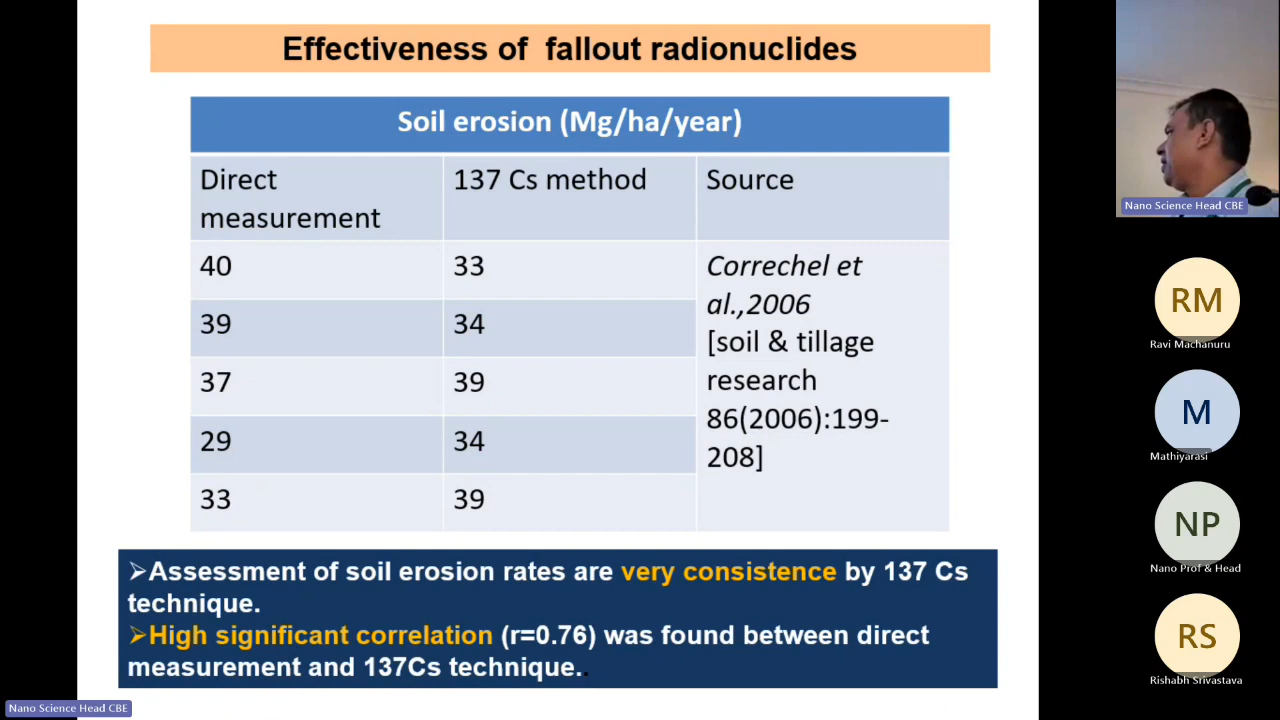 Effectiveness of fallout radionuclides
Soil erosion (Mg/ha/year)
Direct measurement
137 Cs method
Source
40
33
Correchel et
al.,2006
[soil & tillage
research
86(2006):199-
208]
39
34
37
39
29
34
33
39
➢Assessment of soil erosion rates are very consistence by 137 Cs
technique.
➢High significant correlation (r=0.76) was found between direct
measurement and 137Cs technique..
Nano Science Head CBE
Nano Science Head CBE
RM
Ravi Machanuru
M
Mathiyarasi
NP
Nano Prof & Head
RS
Rishabh Srivastava